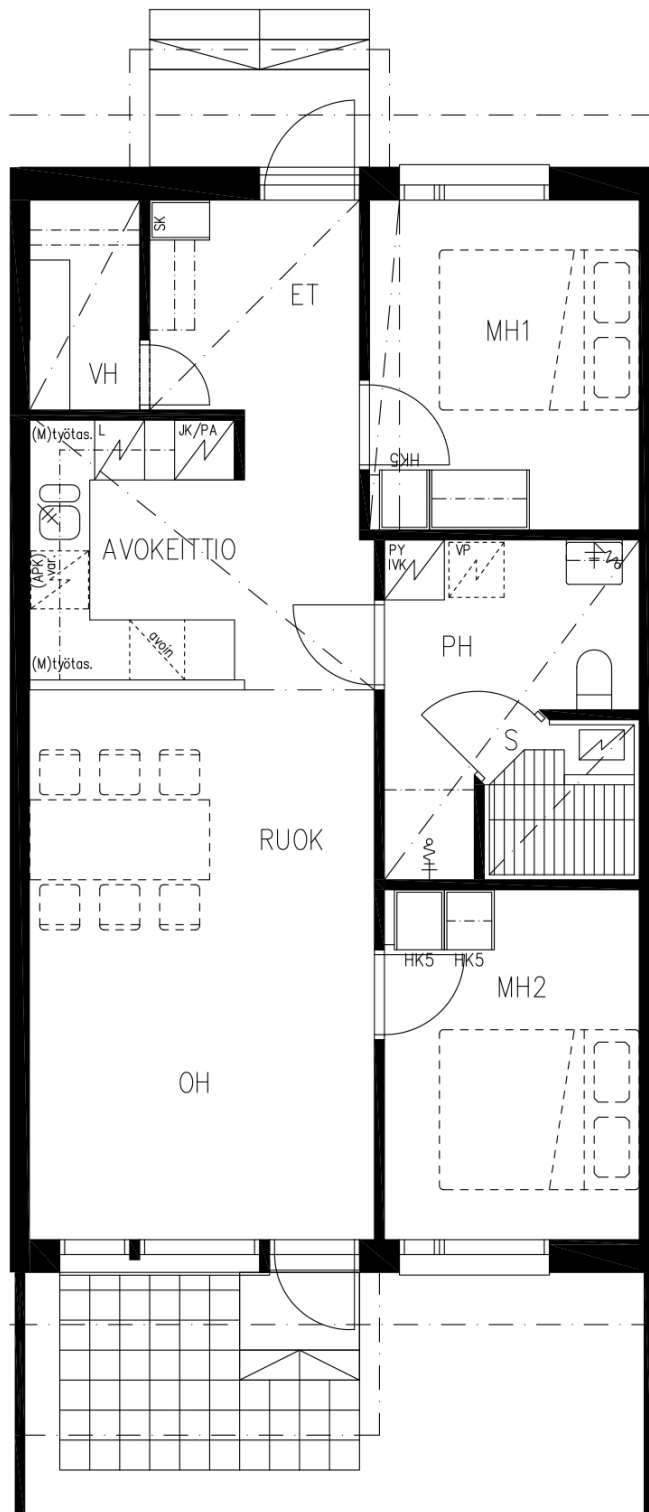 SK
ET
MH1
VH
HK5
(M)työtas.
L
JK/PA
AVOKEITTIO
(APK)
var.
(M)työtas.
avoin
PY
IVK
VP
PH
S
RUOK
HK5 HK5
MH2
OH